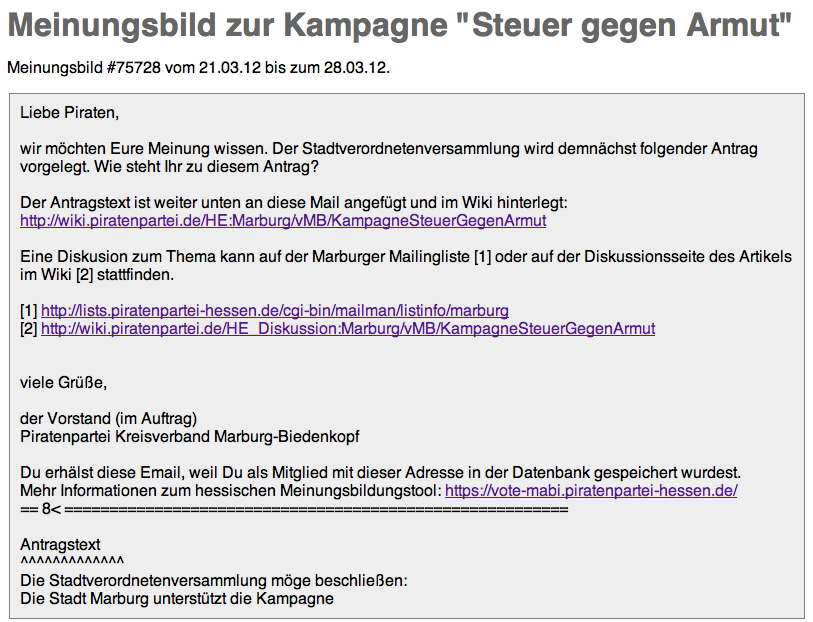 Meinungsbild zur Kampagne "Steuer gegen Armut"
Meinungsbild #75728 vom 21.03.12 bis zum 28.03.12.
Liebe Piraten,
wir möchten Eure Meinung wissen. Der Stadtverordnetenversammlung wird demnächst folgender Antrag
vorgelegt. Wie steht Ihr zu diesem Antrag?
Der Antragstext ist weiter unten an diese Mail angefügt und im Wiki hinterlegt:
http://wiki.piratenpartei.de/HE:Marburg/vMB/KampagneSteuerGegenArmut
Eine Diskusion zum Thema kann auf der Marburger Mailingliste [1] oder auf der Diskussionsseite des Artikels
im Wiki [2] stattfinden.
[1] http://lists.piratenpartei-hessen.de/cgi-bin/mailman/listinfo/marburg
[2] http://wiki.piratenpartei.de/HE_Diskussion:Marburg/vMB/KampagneSteuerGegenArmut
viele Grüße,
der Vorstand (im Auftrag)
Piratenpartei Kreisverband Marburg-Biedenkopf
Du erhälst diese Email, weil Du als Mitglied mit dieser Adresse in der Datenbank gespeichert wurdest.
Mehr Informationen zum hessischen Meinungsbildungstool: https://vote-mabi.piratenpartei-hessen.de/
== 8< ========================================================
Antragstext
^^^^^^^^^^^^^
Die Stadtverordnetenversammlung möge beschließen:
Die Stadt Marburg unterstützt die Kampagne